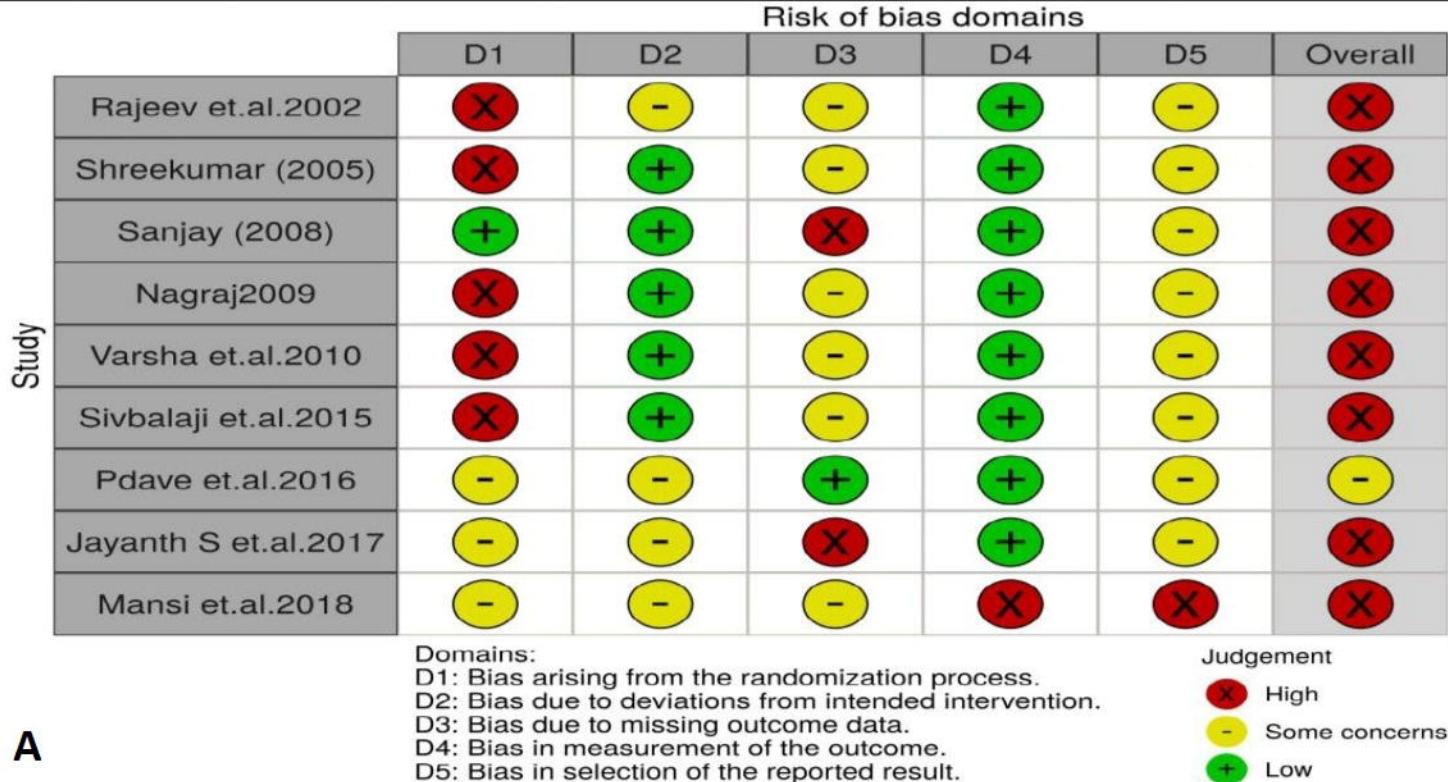 Risk of bias domains
D1 D2 D3 D4 D5 Overall
Study
Rajeev et.al.2002 X - - + - X
Shreekumar (2005) X + - + - X
Sanjay (2008) + + X + - X
Nagraj2009 X + - + - X
Varsha et.al.2010 X + - + - X
Sivbalaji et.al.2015 X + - + - X
Pdave et.al.2016 - - + + - -
Jayanth S et.al.2017 - - X + - X
Mansi et.al.2018 - - - X X X
Domains:
D1: Bias arising from the randomization process.
D2: Bias due to deviations from intended intervention.
D3: Bias due to missing outcome data.
D4: Bias in measurement of the outcome.
D5: Bias in selection of the reported result.
Judgement
X High
- Some concerns
+ Low
A